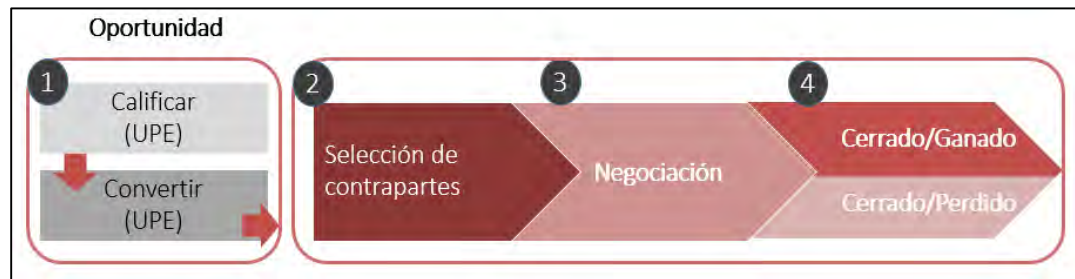 Oportunidad
1
Calificar
(UPE)
Convertir
(UPE)
2
Selección de
contrapartes
3
Negociación
4
Cerrado/Ganado
Cerrado/Perdido